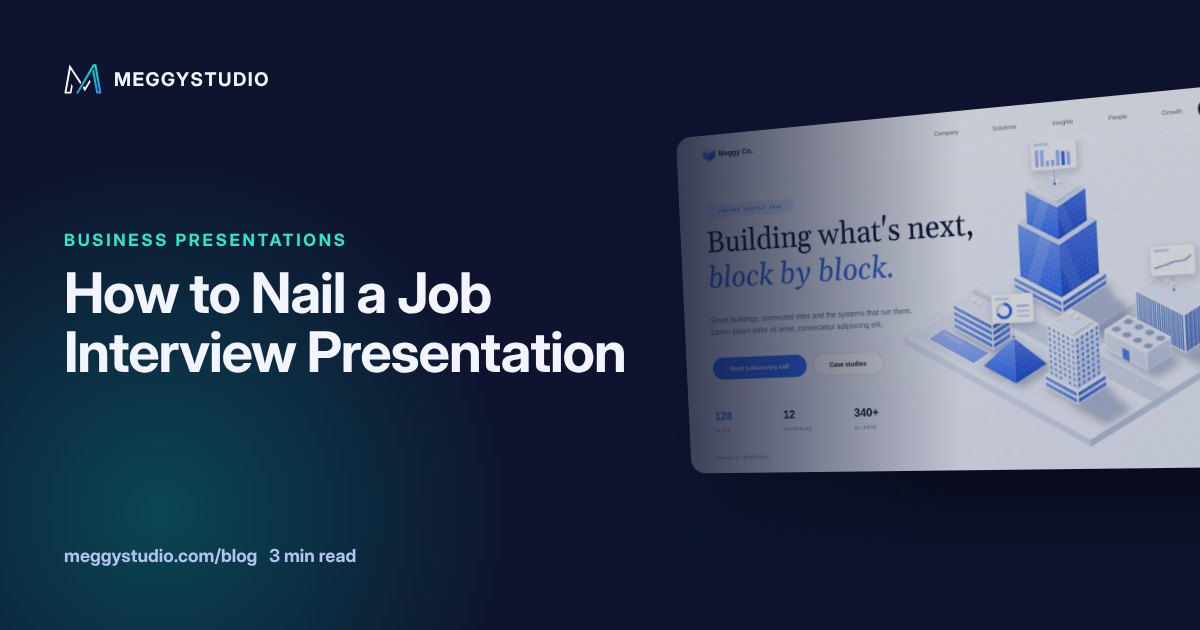 MEGGYSTUDIO
BUSINESS PRESENTATIONS
How to Nail a Job
Interview Presentation
meggystudio.com/blog 3 min read
Meggy Co.
Company Solutions Insights People Growth
Building what's next,
block by block.
Smart buildings, connected sites and the systems that run them.
Lorem ipsum dolor sit amet, consectetur adipiscing elit.
Book a discovery call Case studies
128 12 340+
COUNTRIES